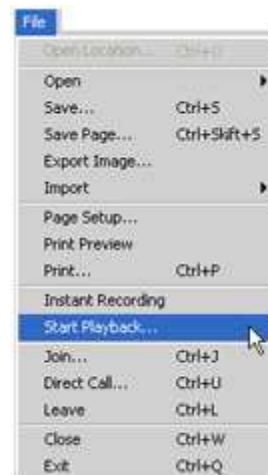 File
Open Location... Ctrl+O
Open
Save... Ctrl+S
Save Page... Ctrl+Skift+S
Export Image...
Import
Page Setup...
Print Preview
Print... Ctrl+P
Instant Recording
Start Playback...
Join... Ctrl+J
Direct Call... Ctrl+U
Leave Ctrl+L
Close Ctrl+W
Exit Ctrl+Q